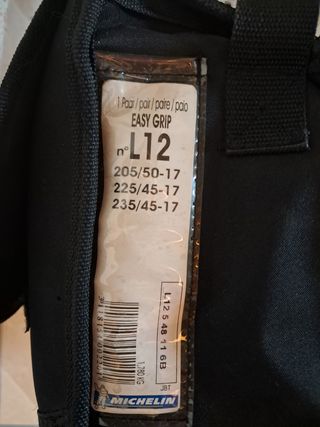 1 Paar / pair / paire / paio
EASY GRIP
n° L12
205/50-17
225/45-17
235/45-17
L12 5 48 11 6B
JBT
MICHELIN